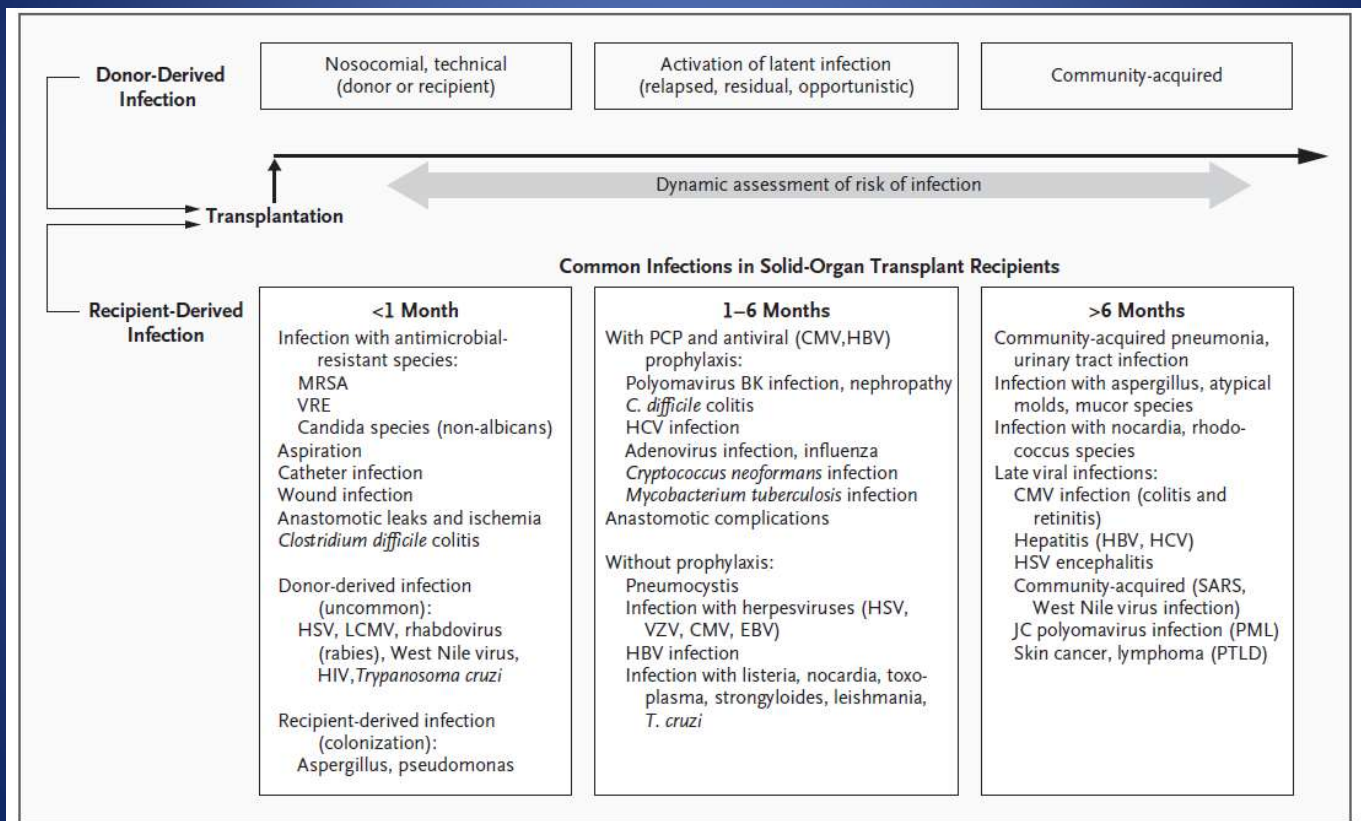 Donor-Derived
Infection
Nosocomial, technical
(donor or recipient)
Activation of latent infection
(relapsed, residual, opportunistic)
Community-acquired
Dynamic assessment of risk of infection
Transplantation
Recipient-Derived
Infection
Common Infections in Solid-Organ Transplant Recipients
<1 Month
Infection with antimicrobial-
resistant species:
MRSA
VRE
Candida species (non-albicans)
Aspiration
Catheter infection
Wound infection
Anastomotic leaks and ischemia
Clostridium difficile colitis
Donor-derived infection
(uncommon):
HSV, LCMV, rhabdovirus
(rabies), West Nile virus,
HIV,Trypanosoma cruzi
Recipient-derived infection
(colonization):
Aspergillus, pseudomonas
1–6 Months
With PCP and antiviral (CMV,HBV)
prophylaxis:
Polyomavirus BK infection, nephropathy
C. difficile colitis
HCV infection
Adenovirus infection, influenza
Cryptococcus neoformans infection
Mycobacterium tuberculosis infection
Anastomotic complications
Without prophylaxis:
Pneumocystis
Infection with herpesviruses (HSV,
VZV, CMV, EBV)
HBV infection
Infection with listeria, nocardia, toxo-
plasma, strongyloides, leishmania,
T. cruzi
>6 Months
Community-acquired pneumonia,
urinary tract infection
Infection with aspergillus, atypical
molds, mucor species
Infection with nocardia, rhodo-
coccus species
Late viral infections:
CMV infection (colitis and
retinitis)
Hepatitis (HBV, HCV)
HSV encephalitis
Community-acquired (SARS,
West Nile virus infection)
JC polyomavirus infection (PML)
Skin cancer, lymphoma (PTLD)